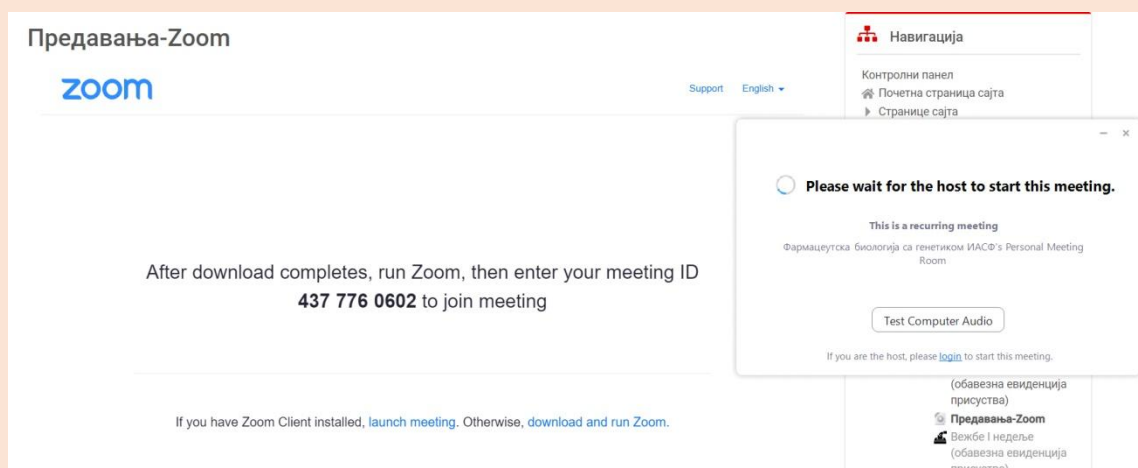 Предавања-Zoom
zoom
Support English
After download completes, run Zoom, then enter your meeting ID
437 776 0602 to join meeting
If you have Zoom Client installed, launch meeting. Otherwise, download and run Zoom.
Навигација
Контролни панел
Почетна страница сајта
Странице сајта
Please wait for the host to start this meeting.
This is a recurring meeting
Фармацеутска биологија са генетиком ИАСФ's Personal Meeting
Room
Test Computer Audio
If you are the host, please login to start this meeting.
(обавезна евиденција
присуства)
Предавања-Zoom
Вежбе I недеље
(обавезна евиденција
присуства)